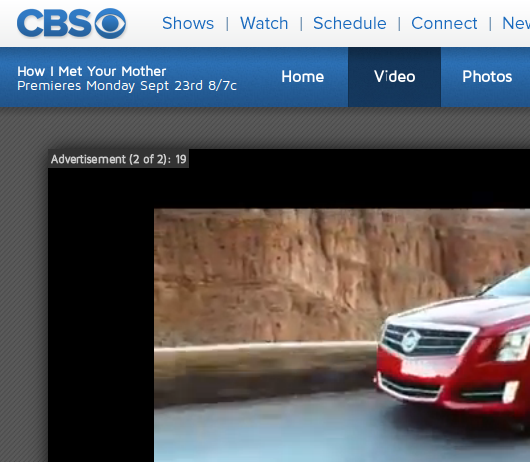 CBS Shows | Watch | Schedule | Connect |
How I Met Your Mother
Premieres Monday Sept 23rd 8/7c
Home Video Photos
Advertisement (2 of 2): 19